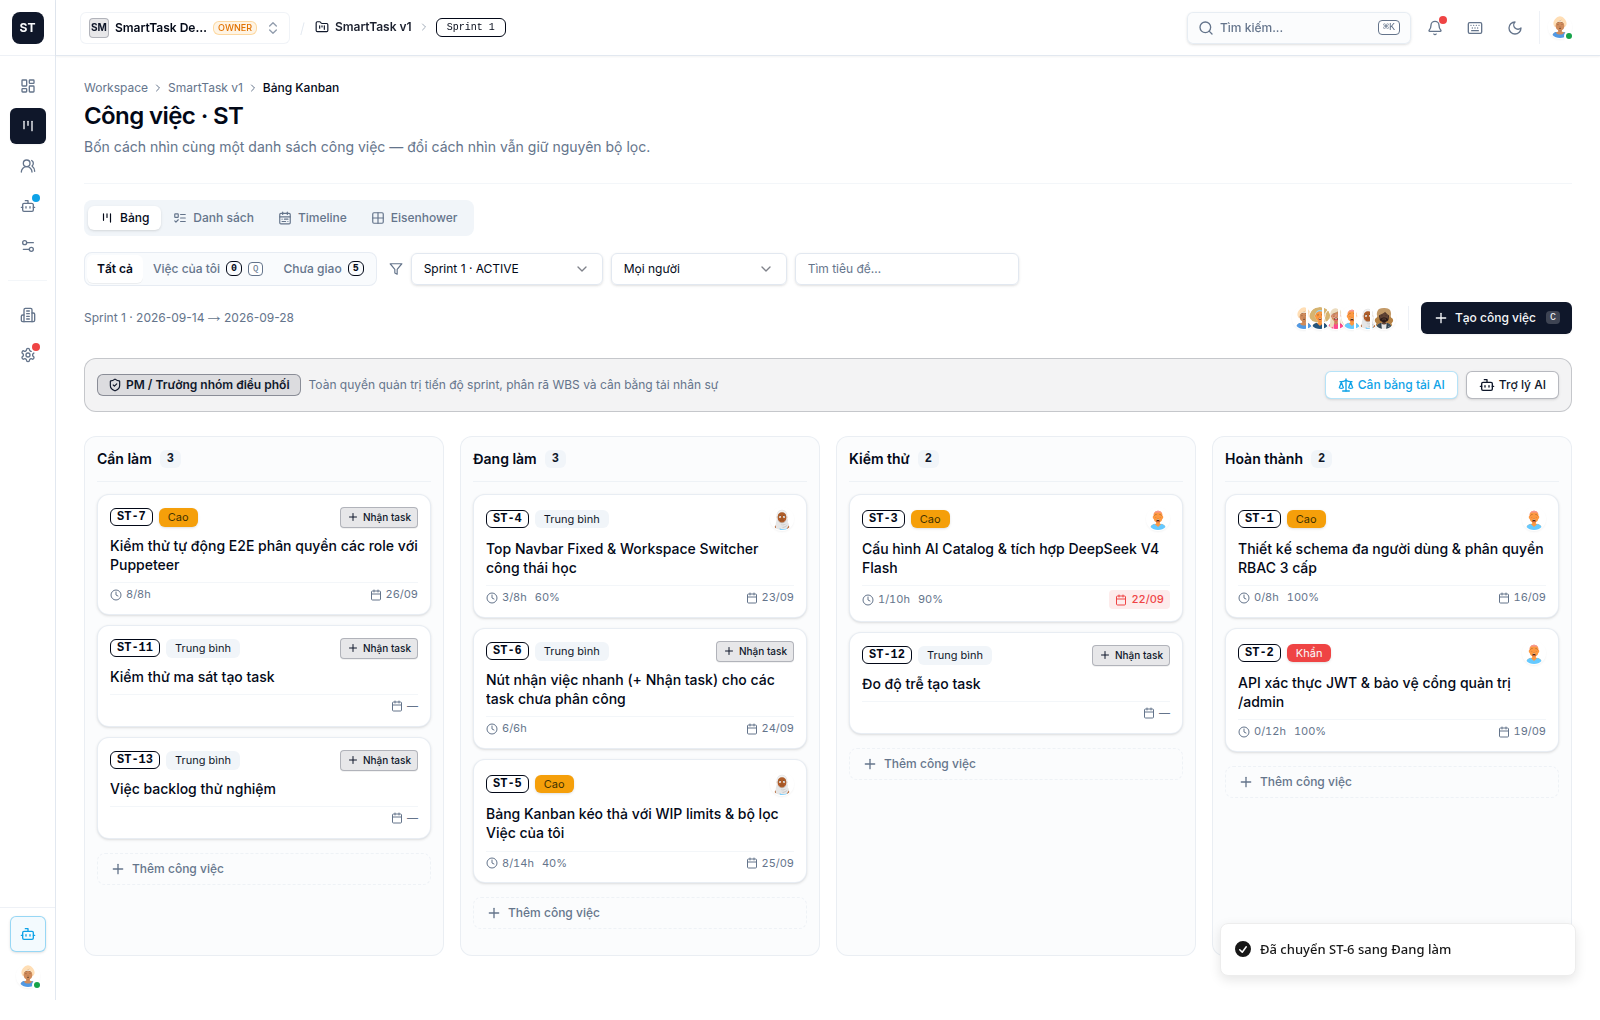 ST
SM SmartTask De... OWNER / SmartTask v1 > Sprint 1
Tìm kiếm... ⌘K
Workspace > SmartTask v1 > Bảng Kanban
Công việc · ST
Bốn cách nhìn cùng một danh sách công việc — đổi cách nhìn vẫn giữ nguyên bộ lọc.
Bảng Danh sách Timeline Eisenhower
Tất cả Việc của tôi 0 Q Chưa giao 5 Sprint 1 · ACTIVE Mọi người Tìm tiêu đề...
Sprint 1 · 2026-09-14 → 2026-09-28
+ Tạo công việc C
PM / Trưởng nhóm điều phối Toàn quyền quản trị tiến độ sprint, phân rã WBS và cân bằng tải nhân sự
Cân bằng tải AI Trợ lý AI
Cần làm 3
ST-7 Cao + Nhận task
Kiểm thử tự động E2E phân quyền các role với
Puppeteer
8/8h 26/09
ST-11 Trung bình + Nhận task
Kiểm thử ma sát tạo task
—
ST-13 Trung bình + Nhận task
Việc backlog thử nghiệm
—
+ Thêm công việc
Đang làm 3
ST-4 Trung bình
Top Navbar Fixed & Workspace Switcher
công thái học
3/8h 60% 23/09
ST-6 Trung bình + Nhận task
Nút nhận việc nhanh (+ Nhận task) cho các
task chưa phân công
6/6h 24/09
ST-5 Cao
Bảng Kanban kéo thả với WIP limits & bộ lọc
Việc của tôi
8/14h 40% 25/09
+ Thêm công việc
Kiểm thử 2
ST-3 Cao
Cấu hình AI Catalog & tích hợp DeepSeek V4
Flash
1/10h 90% 22/09
ST-12 Trung bình + Nhận task
Đo độ trễ tạo task
—
+ Thêm công việc
Hoàn thành 2
ST-1 Cao
Thiết kế schema đa người dùng & phân quyền
RBAC 3 cấp
0/8h 100% 16/09
ST-2 Khẩn
API xác thực JWT & bảo vệ cổng quản trị
/admin
0/12h 100% 19/09
+ Thêm công việc
Đã chuyển ST-6 sang Đang làm